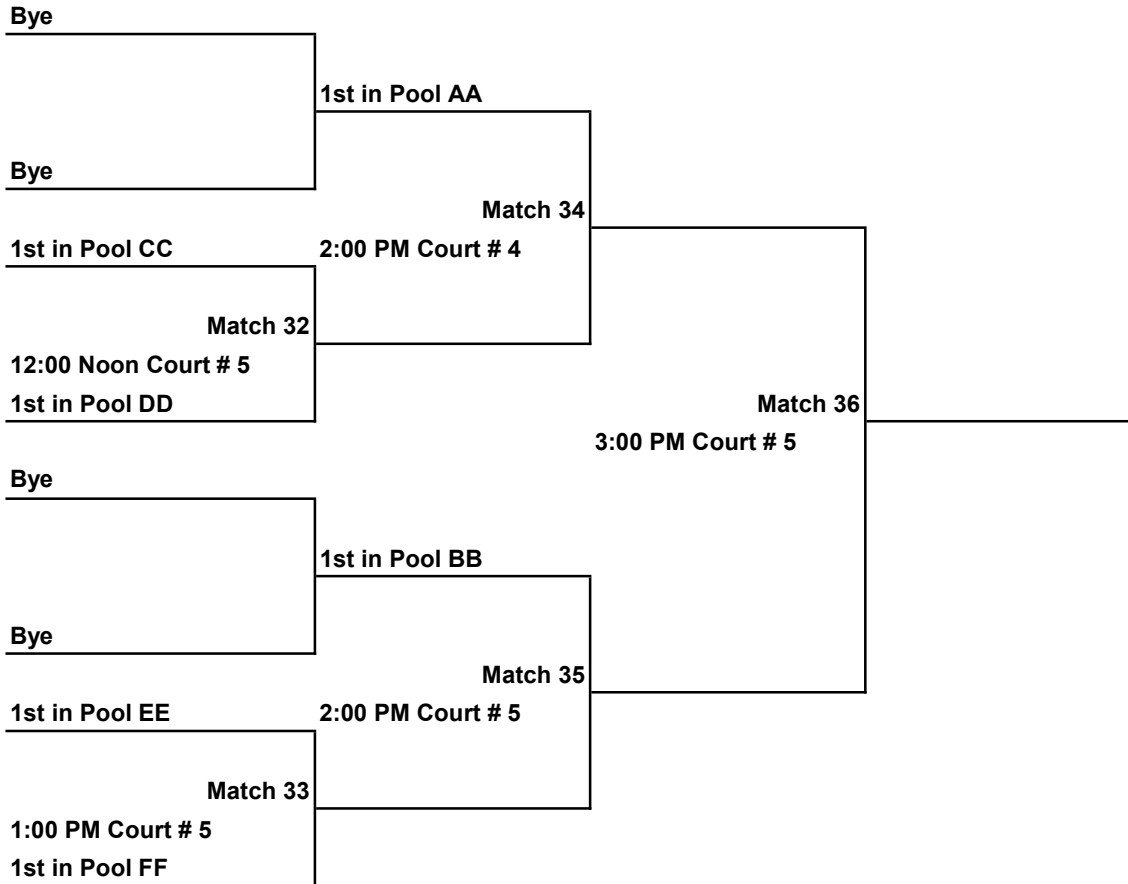 Bye
1st in Pool AA
Bye
Match 34
1st in Pool CC
2:00 PM Court # 4
Match 32
12:00 Noon Court # 5
1st in Pool DD
Match 36
3:00 PM Court # 5
Bye
1st in Pool BB
Bye
Match 35
1st in Pool EE
2:00 PM Court # 5
Match 33
1:00 PM Court # 5
1st in Pool FF